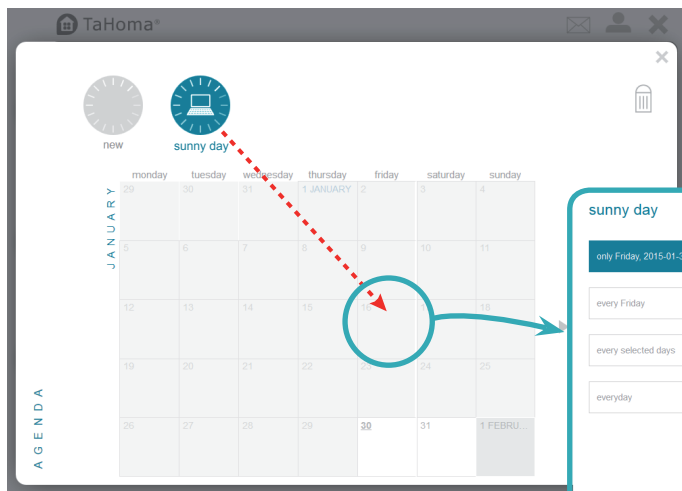 TaHoma®
new
sunny day
monday tuesday wednesday thursday friday saturday sunday
JANUARY
29 30 31 1 JANUARY 2 3 4
5 6 7 8 9 10 11
12 13 14 15 16 18
19 20 21 22 23 24 25
26 27 28 29 30 31 1 FEBRU...
AGENDA
sunny day
only Friday, 2015-01-3
every Friday
every selected days
everyday